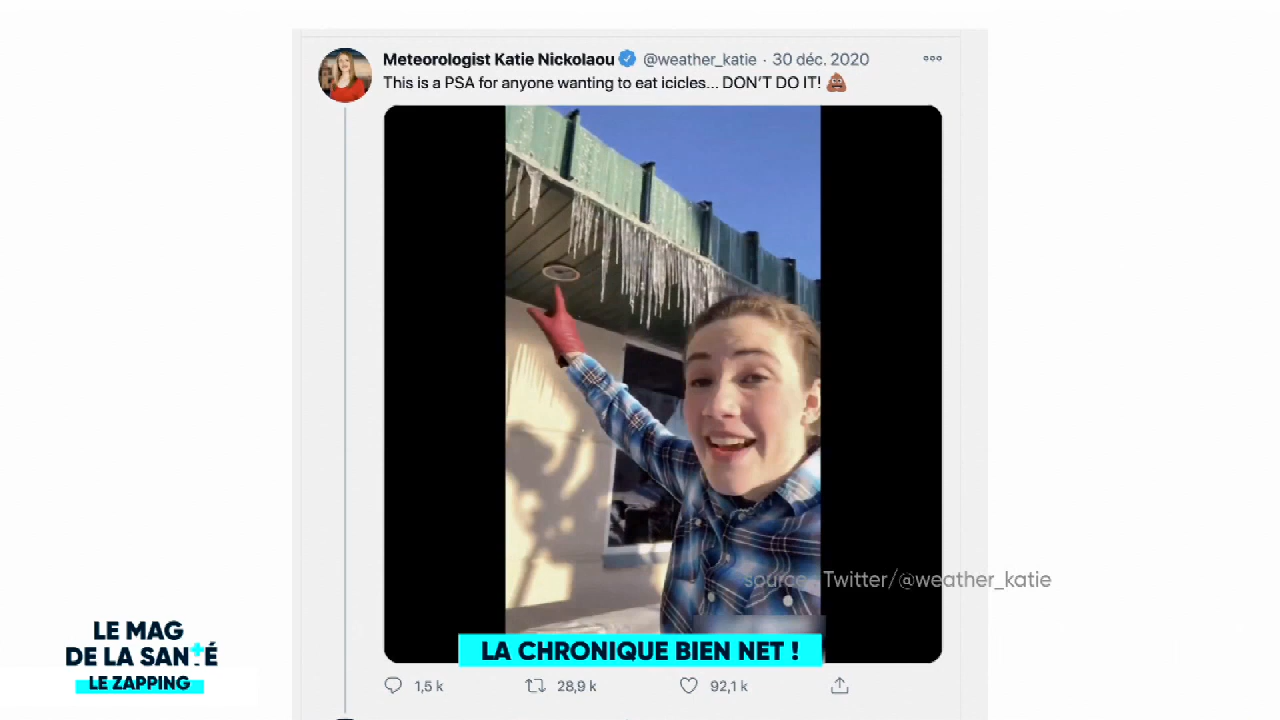 Meteorologist Katie Nickolaou @weather_katie · 30 déc. 2020
This is a PSA for anyone wanting to eat icicles... DON'T DO IT! 💩
source : Twitter/@weather_katie
LA CHRONIQUE BIEN NET !
LE MAG
DE LA SANTÉ
LE ZAPPING
1,5 k 28,9 k 92,1 k